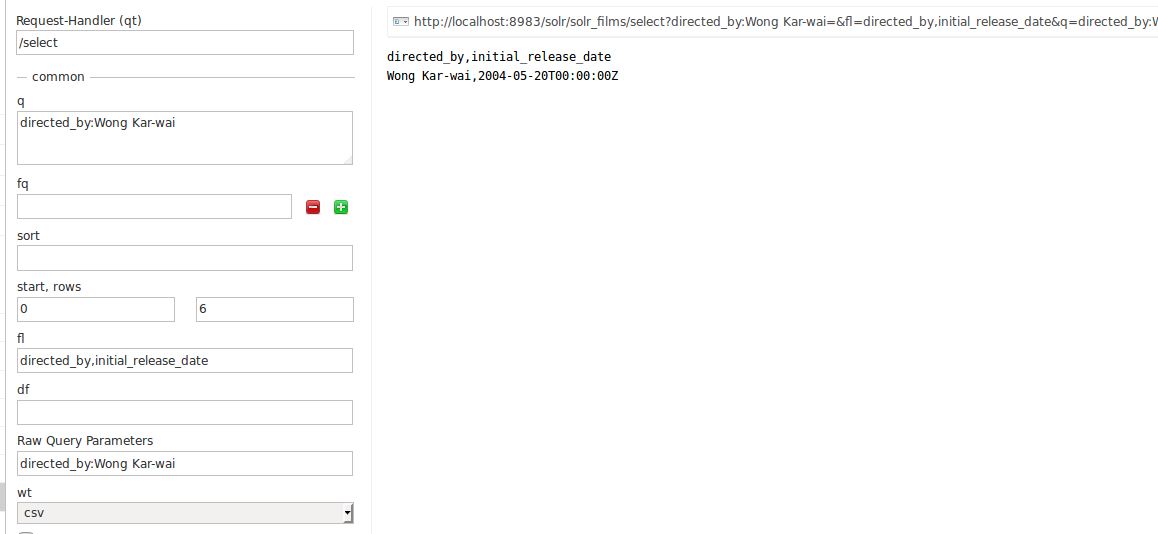 Request-Handler (qt)
/select
common
q
directed_by:Wong Kar-wai
fq
sort
start, rows
0 6
fl
directed_by,initial_release_date
df
Raw Query Parameters
directed_by:Wong Kar-wai
wt
csv
http://localhost:8983/solr/solr_films/select?directed_by:Wong Kar-wai=&fl=directed_by,initial_release_date&q=directed_by:W
directed_by,initial_release_date
Wong Kar-wai,2004-05-20T00:00:00Z